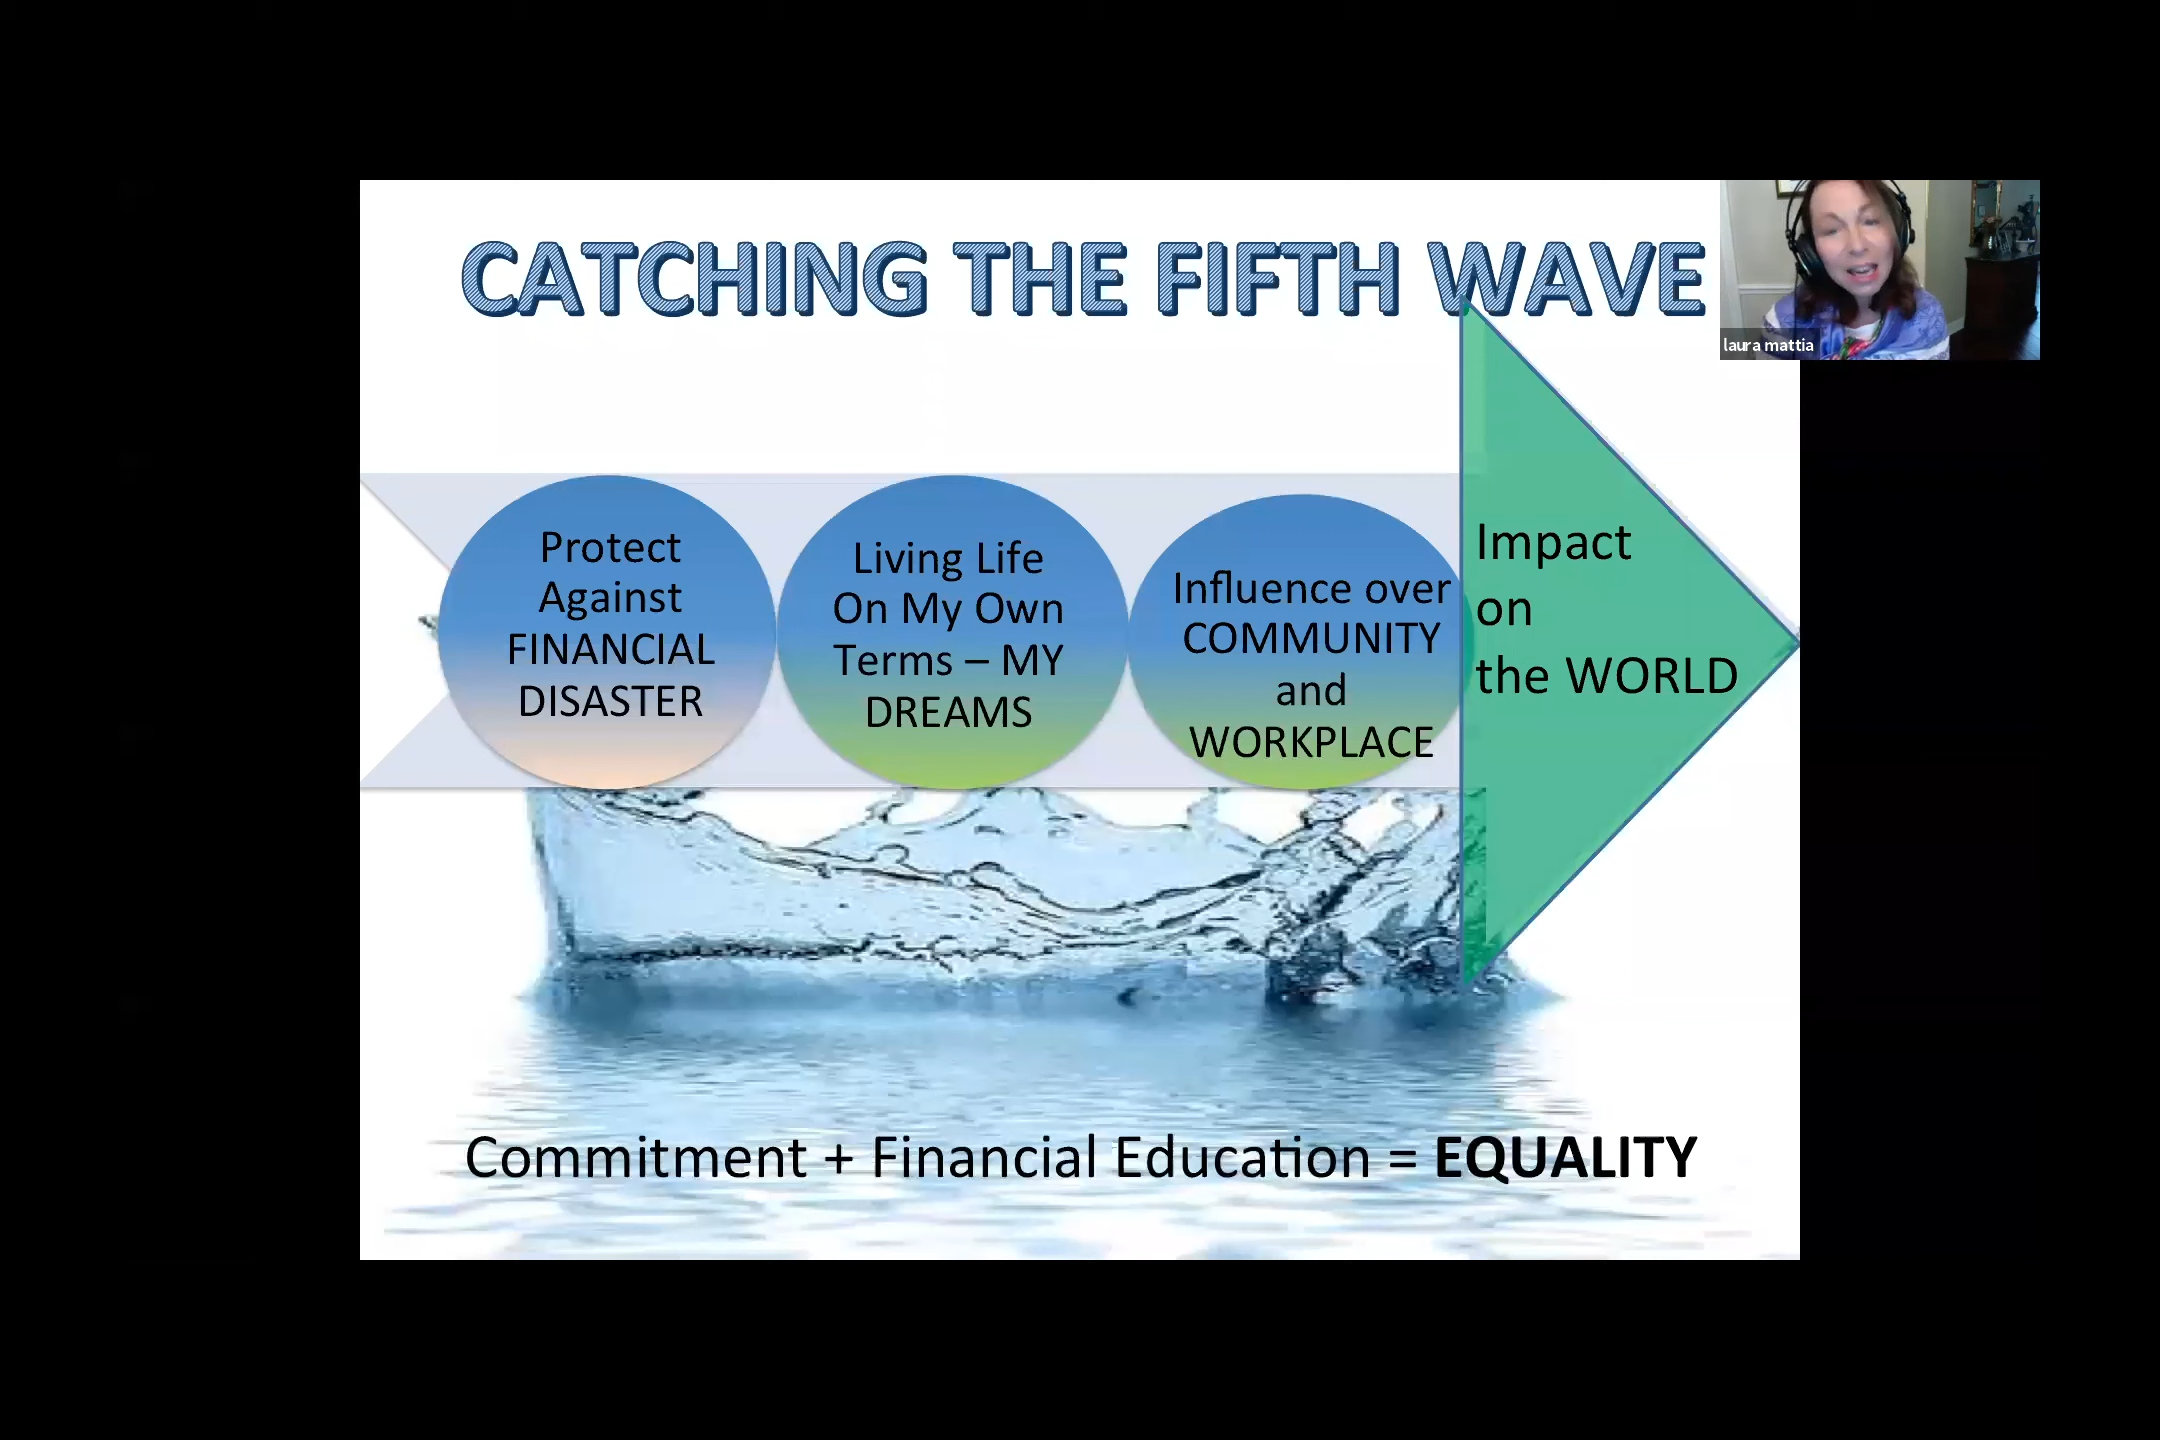 CATCHING THE FIFTH WAVE
laura mattia
Protect
Against
FINANCIAL
DISASTER
Living Life
On My Own
Terms – MY
DREAMS
Influence over
COMMUNITY
and
WORKPLACE
Impact
on
the WORLD
Commitment + Financial Education = EQUALITY